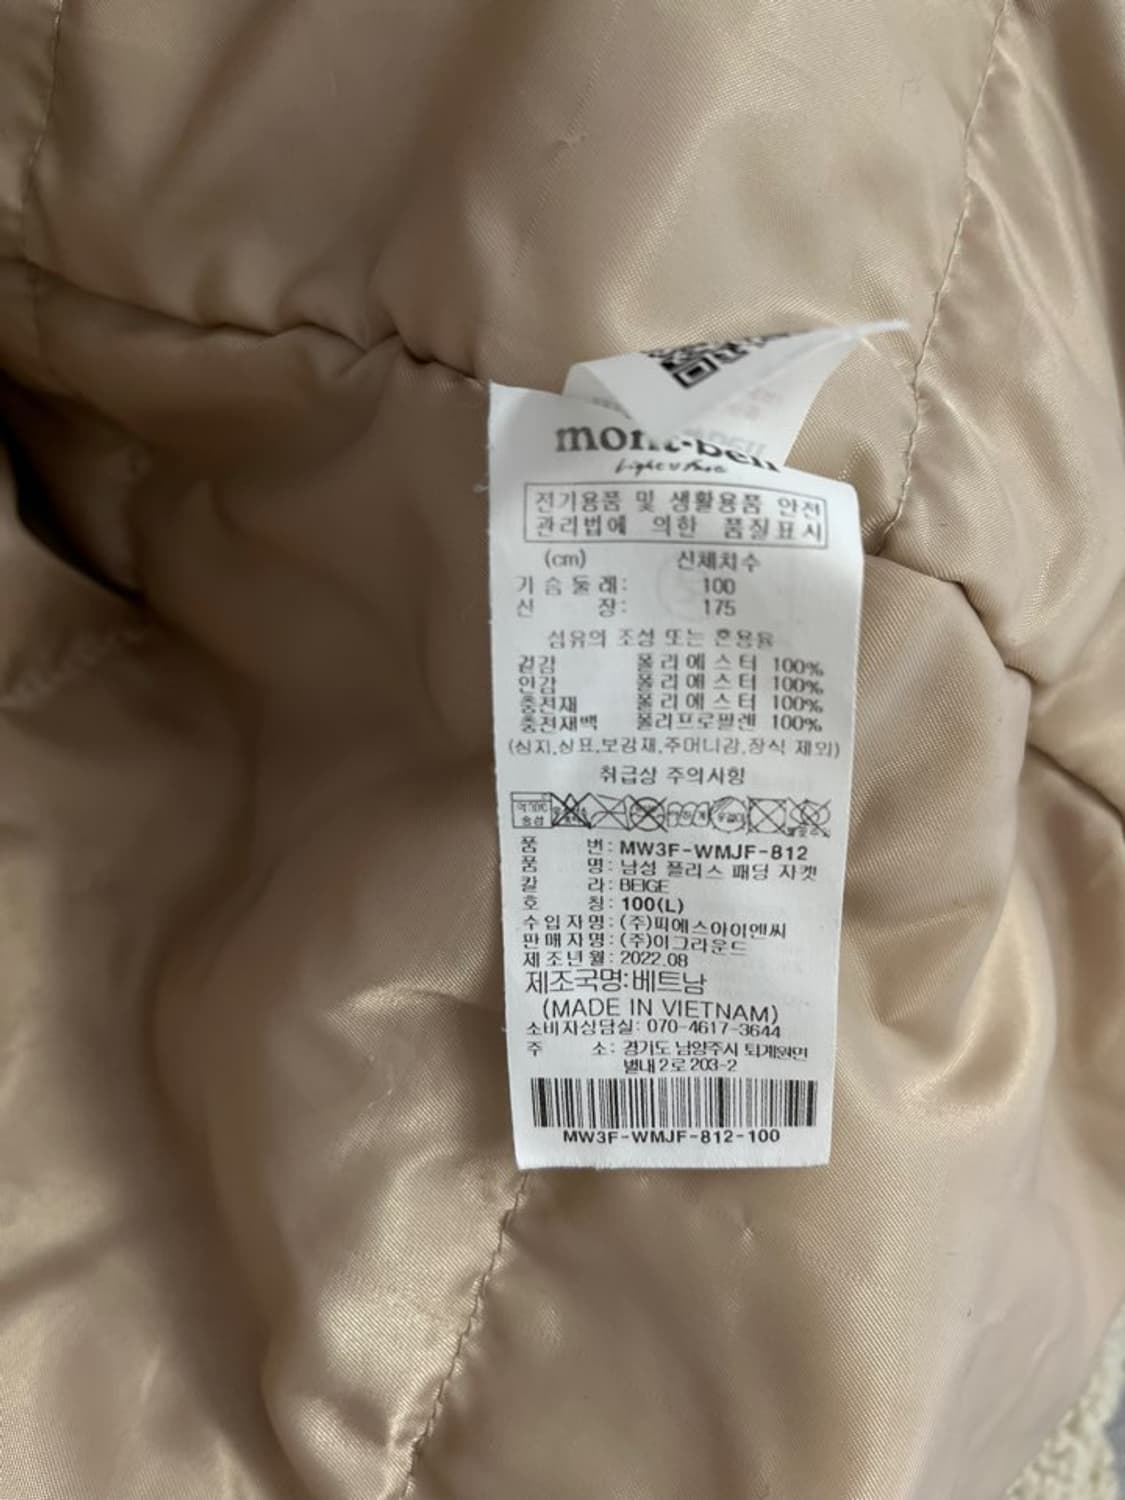 mont-bell
Light & Fast
전기용품 및 생활용품 안전
관리법에 의한 품질표시
(cm) 신체치수
가슴둘레: 100
신장: 175
섬유의 조성 또는 혼용율
겉감 폴리에스터 100%
안감 폴리에스터 100%
충전재 폴리에스터 100%
충전재백 폴리프로필렌 100%
(심지,상표,보강재,주머니감,장식 제외)
취급상 주의사항
품번: MW3F-WMJF-812
품명: 남성 플리스 패딩 자켓
칼라: BEIGE
호칭: 100(L)
수입자명: (주)피에스아이엔씨
판매자명: (주)이그라운드
제조년월: 2022.08
제조국명:베트남
(MADE IN VIETNAM)
소비자상담실: 070-4617-3644
주소: 경기도 남양주시 퇴계원면
별내2로 203-2
MW3F-WMJF-812-100